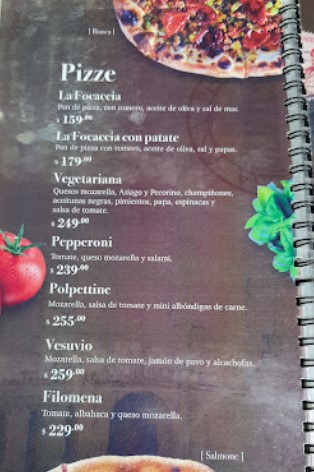 [ Bianca ]
Pizze
La Focaccia
Pan de pizza, con romero, aceite de oliva y sal de mar.
$ 159.00
La Focaccia con patate
Pan de pizza con romero, aceite de oliva, sal y papas.
$ 179.00
Vegetariana
Quesos mozarella, Asiago y Pecorino, champiñones,
aceitunas negras, pimientos, papa, espinacas y
salsa de tomate.
$ 249.00
Pepperoni
Tomate, queso mozarella y salami.
$ 239.00
Polpettine
Mozarella, salsa de tomate y mini albóndigas de carne.
$ 255.00
Vesuvio
Mozarella, salsa de tomate, jamón de pavo y alcachofas.
$ 259.00
Filomena
Tomate, albahaca y queso mozarella.
$ 229.00
[ Salmone ]